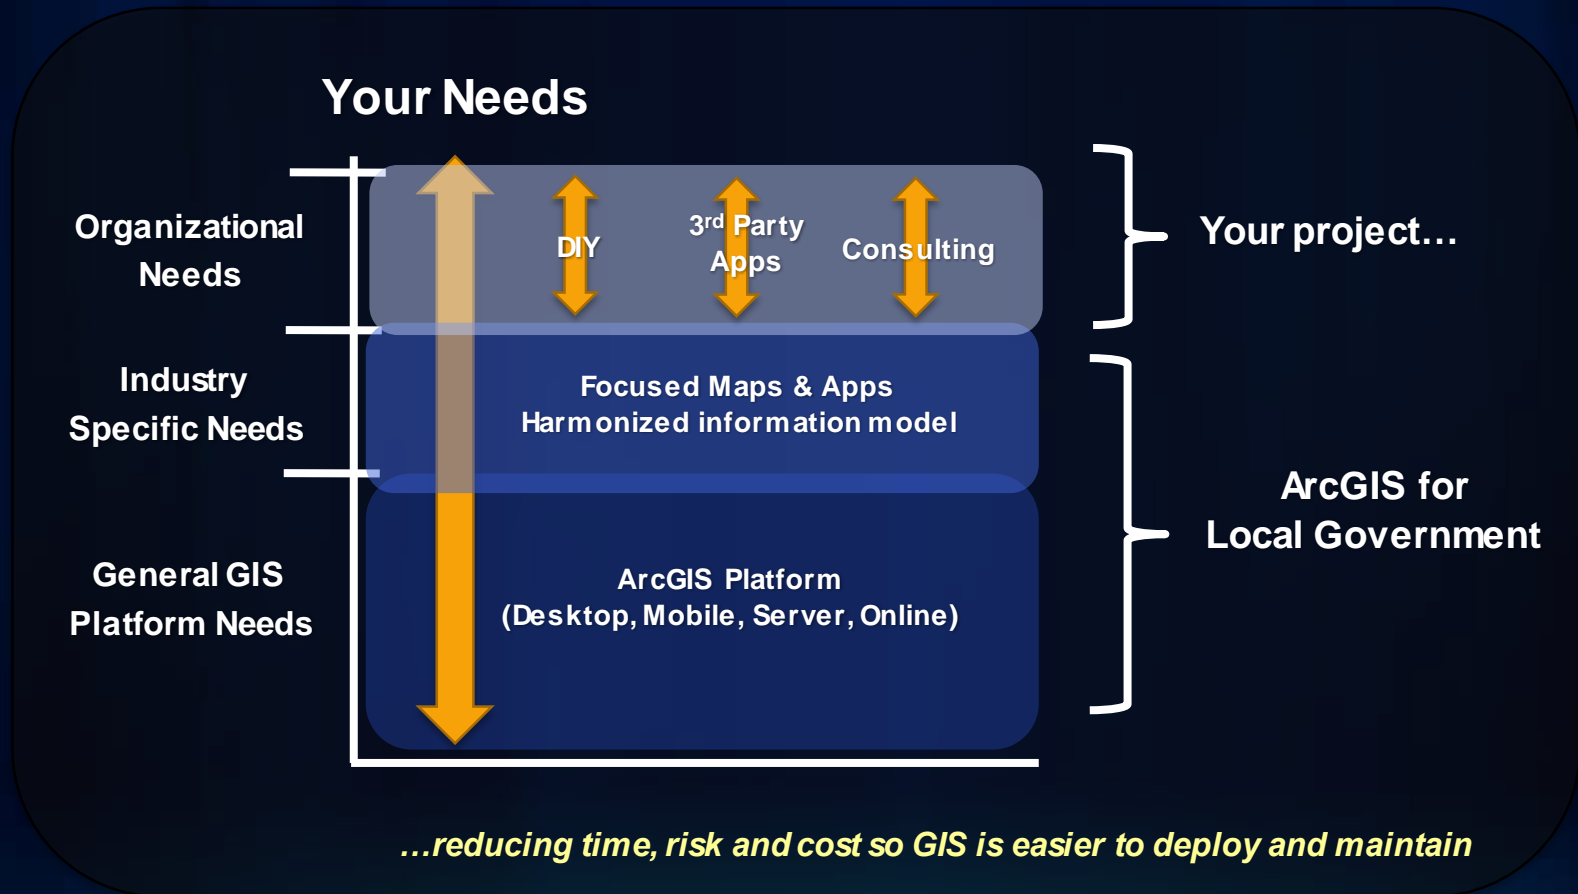 Your Needs
Organizational
Needs
DIY
3rd Party
Apps
Consulting
Your project…
Industry
Specific Needs
Focused Maps & Apps
Harmonized information model
ArcGIS for
Local Government
General GIS
Platform Needs
ArcGIS Platform
(Desktop, Mobile, Server, Online)
…reducing time, risk and cost so GIS is easier to deploy and maintain